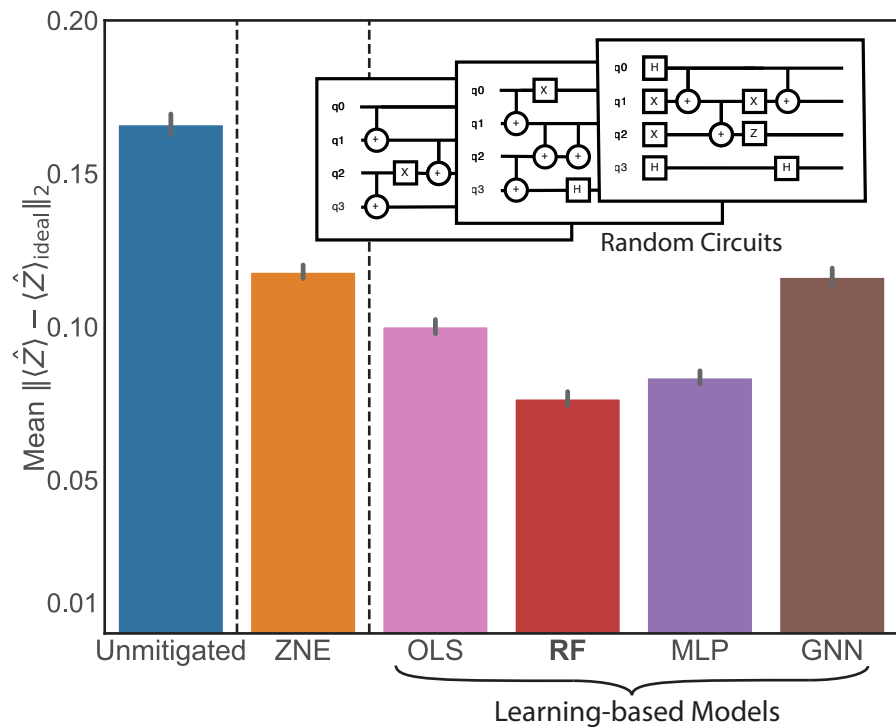 0.20
0.15
0.10
0.05
0.01
Mean ∥⟨Ẑ⟩ − ⟨Ẑ⟩ideal∥2
q0
q1
q2
q3
+
+
X
+
+
q0
q1
q2
q3
X
+
+
+
+
H
q0
q1
q2
q3
H
X
+
X
+
X
+
Z
H
H
Random Circuits
Unmitigated ZNE OLS RF MLP GNN
Learning-based Models